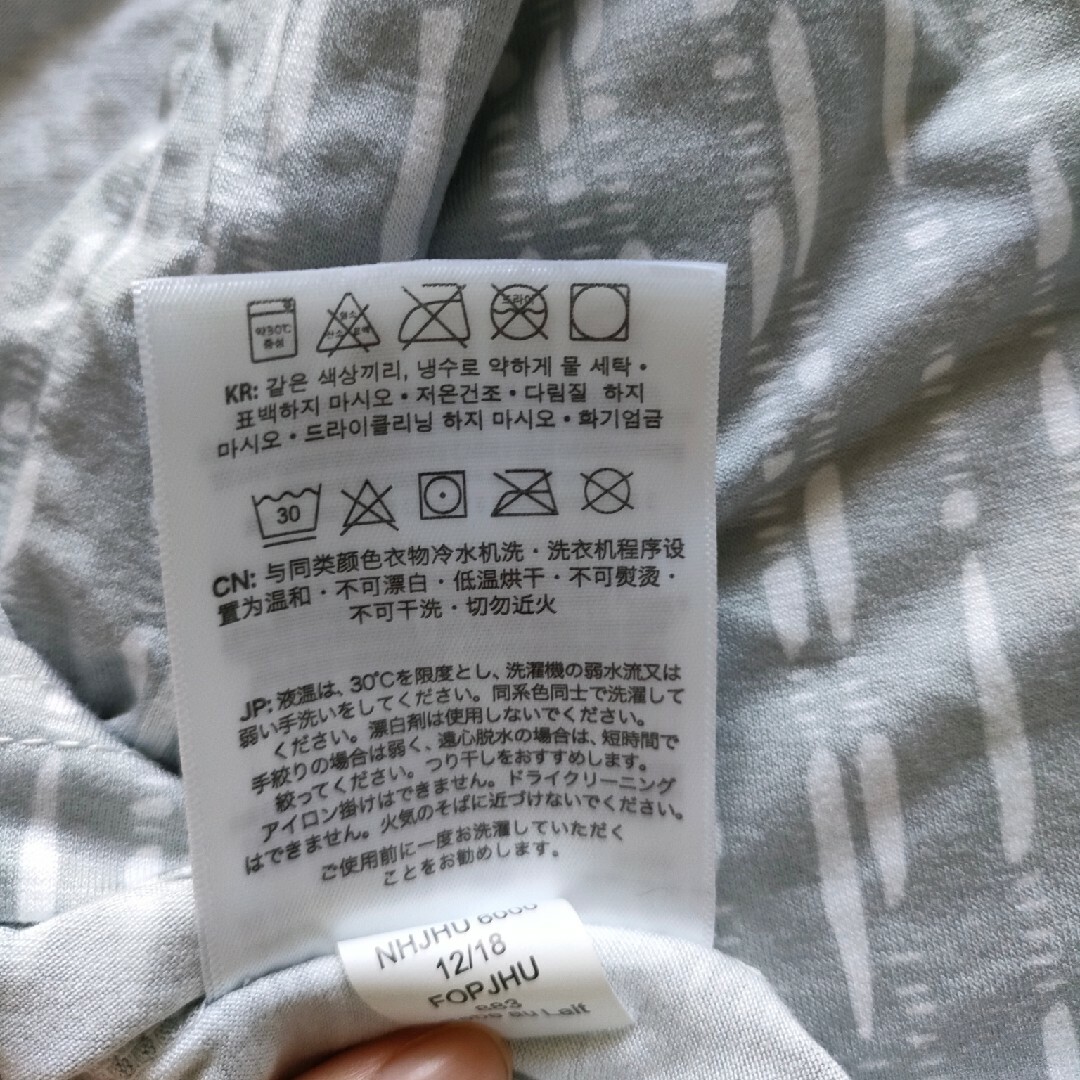 약30℃
중성
드라이
KR: 같은 색상끼리, 냉수로 약하게 물 세탁 •
표백하지 마시오 • 저온건조 • 다림질 하지
마시오 • 드라이클리닝 하지 마시오 • 화기엄금
30
CN: 与同类颜色衣物冷水机洗 · 洗衣机程序设
置为温和 · 不可漂白 · 低温烘干 · 不可熨烫 ·
不可干洗 · 切勿近火
JP: 液温は、30℃を限度とし、洗濯機の弱水流又は
弱い手洗いをしてください。同系色同士で洗濯して
ください。漂白剤は使用しないでください。
手絞りの場合は弱く、遠心脱水の場合は、短時間で
絞ってください。つり干しをおすすめします。
アイロン掛けはできません。ドライクリーニング
はできません。火気のそばに近づけないでください。
ご使用前に一度お洗濯していただく
ことをお勧めします。
NHJHU
12/18
FOPJHU
883
au Lait